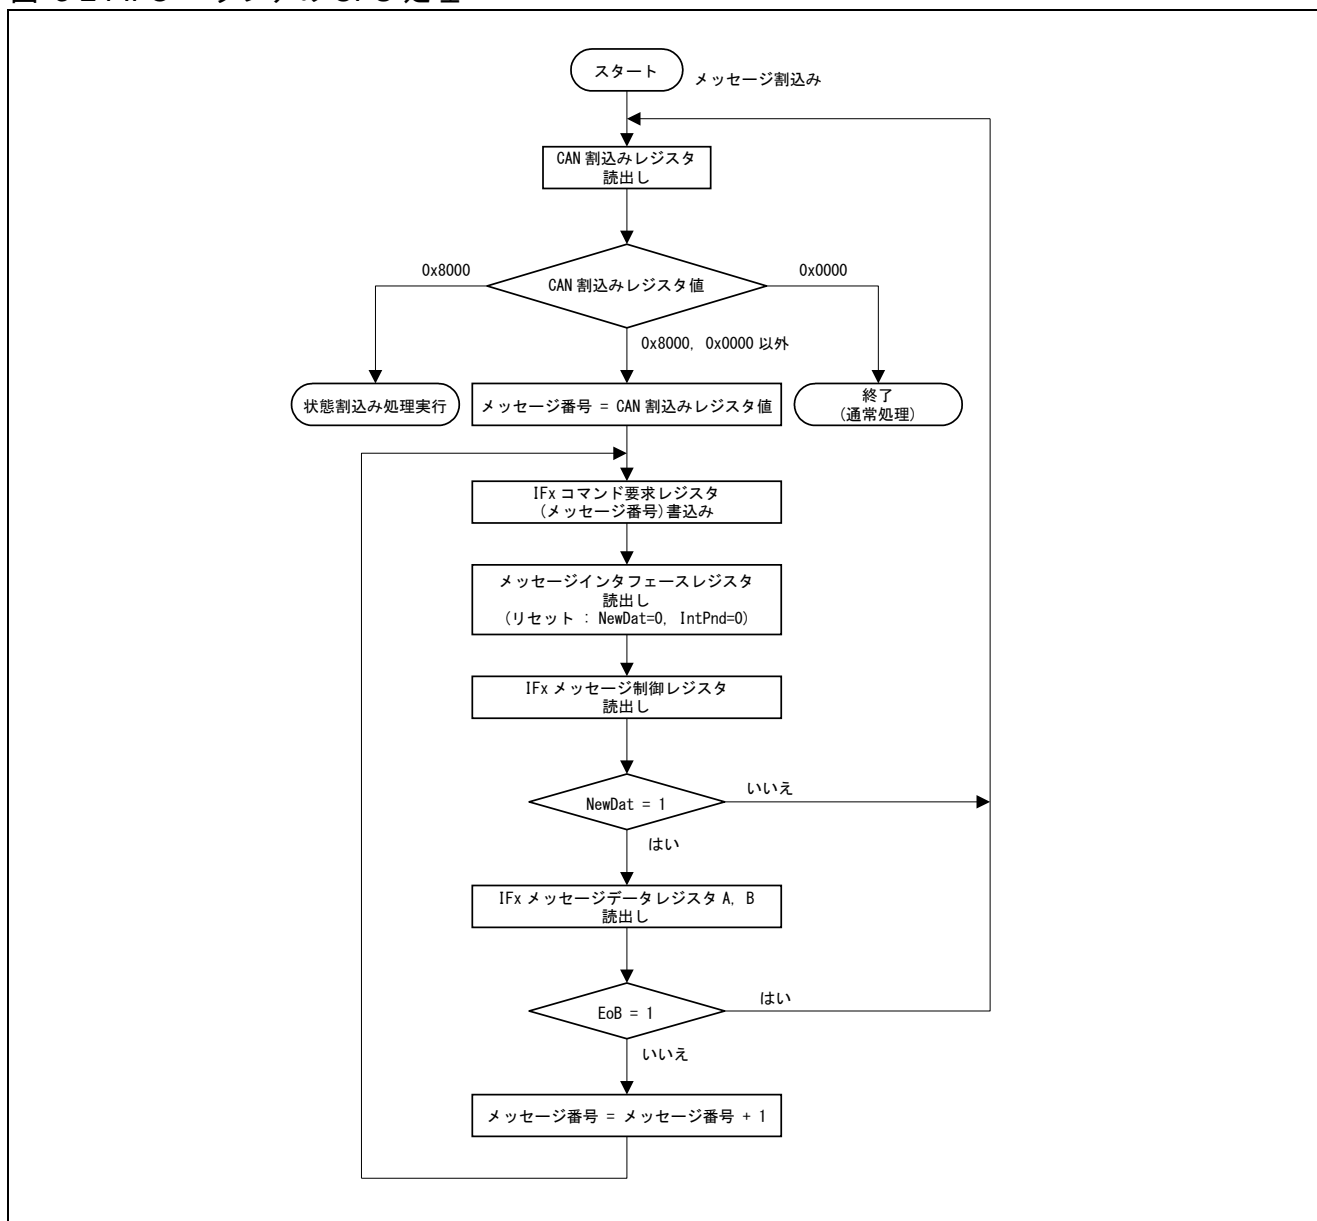 スタート
メッセージ割込み
CAN 割込みレジスタ
読出し
0x8000
CAN 割込みレジスタ値
0x0000
0x8000, 0x0000 以外
状態割込み処理実行
メッセージ番号 = CAN 割込みレジスタ値
終了
(通常処理)
IFx コマンド要求レジスタ
(メッセージ番号)書込み
メッセージインタフェースレジスタ
読出し
(リセット : NewDat=0, IntPnd=0)
IFx メッセージ制御レジスタ
読出し
NewDat = 1
いいえ
はい
IFx メッセージデータレジスタ A, B
読出し
EoB = 1
はい
いいえ
メッセージ番号 = メッセージ番号 + 1